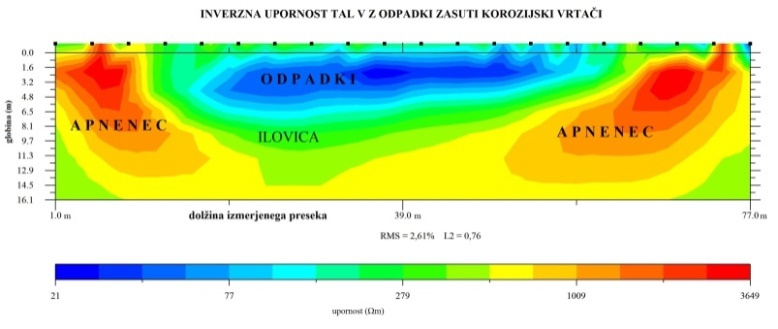 INVERZNA UPORNOST TAL V Z ODPADKI ZASUTI KOROZIJSKI VRTAČI
0.0
1.6
3.2
4.8
6.5
8.1
9.7
11.3
12.9
14.5
16.1
globina (m)
ODPADKI
APNENEC
ILOVICA
APNENEC
1.0 m dolžina izmerjenega preseka 39.0 m 77.0 m
RMS = 2,61% L2 = 0,76
21 77 279 1009 3649
upornost (Ωm)